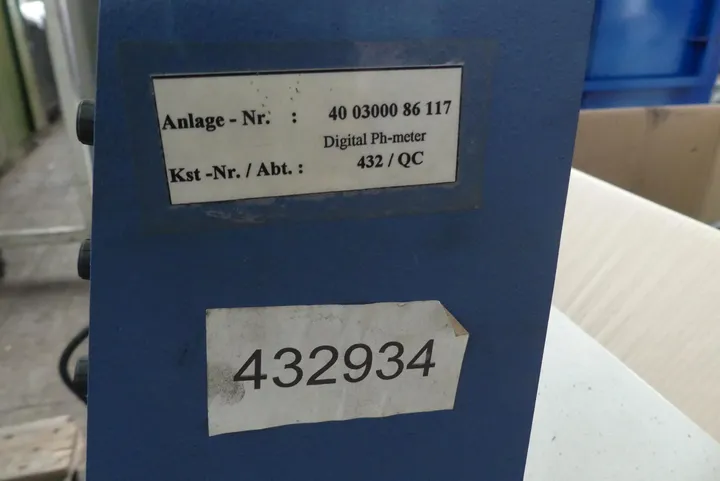 Anlage - Nr. : 40 03000 86 117
Digital Ph-meter
Kst -Nr. / Abt. : 432 / QC
432934